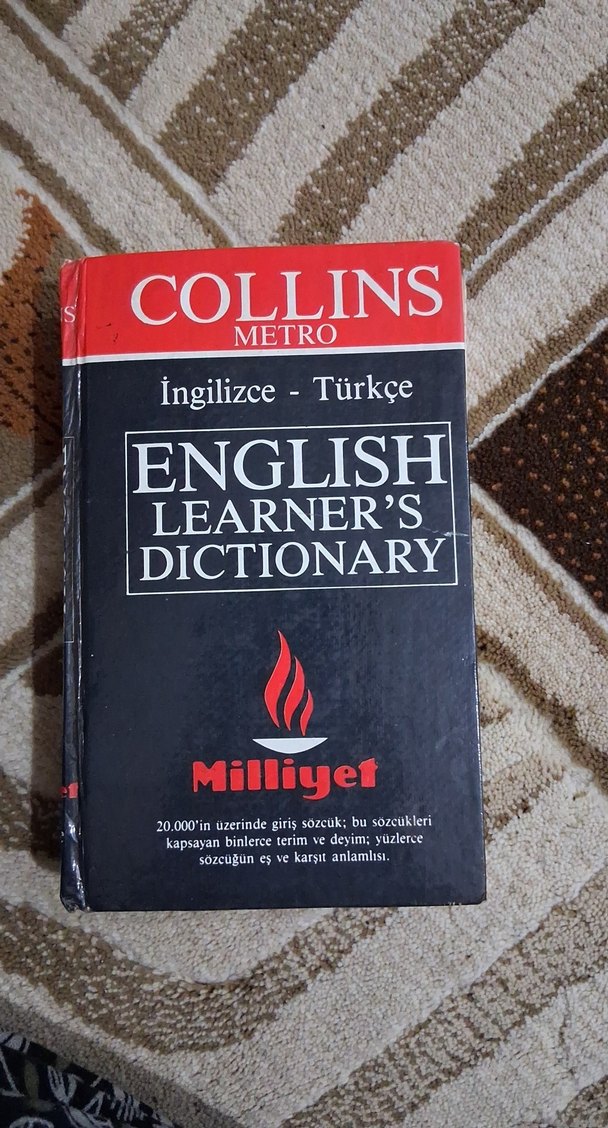 COLLINS
METRO
İngilizce - Türkçe
ENGLISH
LEARNER'S
DICTIONARY
Milliyet
20.000'in üzerinde giriş sözcük; bu sözcükleri
kapsayan binlerce terim ve deyim; yüzlerce
sözcüğün eş ve karşıt anlamlısı.